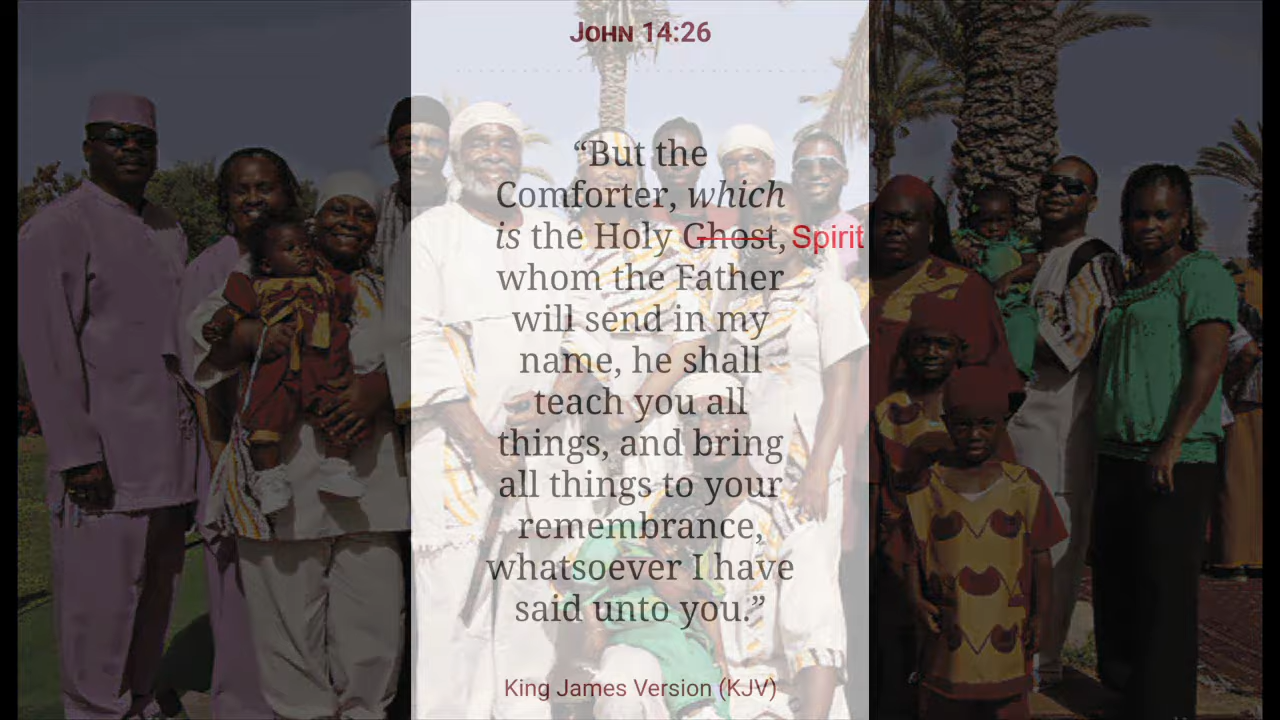 John 14:26
“But the
Comforter, which
is the Holy Ghost, Spirit
whom the Father
will send in my
name, he shall
teach you all
things, and bring
all things to your
remembrance,
whatsoever I have
said unto you.”
King James Version (KJV)